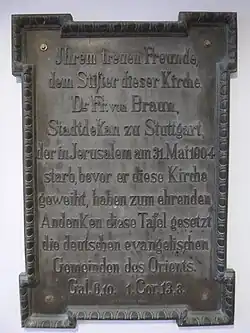 Ihrem treuen Freunde,
dem Stifter dieser Kirche
Dr Fr. von Braun,
Stadtdekan zu Stuttgart,
der in Jerusalem am 31. Mai 1904
starb, bevor er diese Kirche
geweiht, haben zum ehrenden
Andenken diese Tafel gesetzt
die deutschen evangelischen
Gemeinden des Orients.
Gal. 6,10. 1. Cor. 13,8.